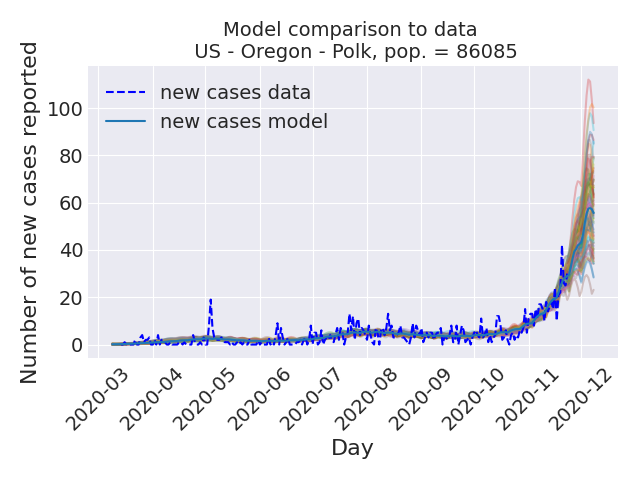 Model comparison to data
US - Oregon - Polk, pop. = 86085
Number of new cases reported
new cases data
new cases model
100
80
60
40
20
0
2020-03
2020-04
2020-05
2020-06
2020-07
2020-08
2020-09
2020-10
2020-11
2020-12
Day